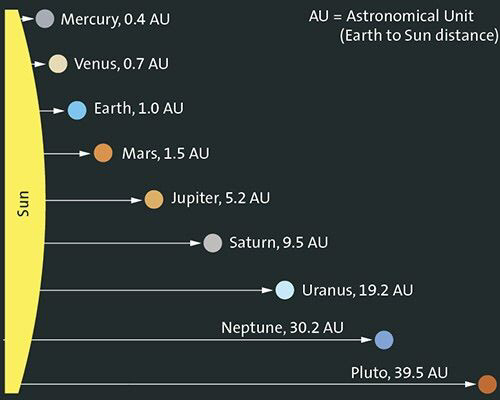 Mercury, 0.4 AU
AU = Astronomical Unit
(Earth to Sun distance)
Venus, 0.7 AU
Earth, 1.0 AU
Mars, 1.5 AU
Sun
Jupiter, 5.2 AU
Saturn, 9.5 AU
Uranus, 19.2 AU
Neptune, 30.2 AU
Pluto, 39.5 AU